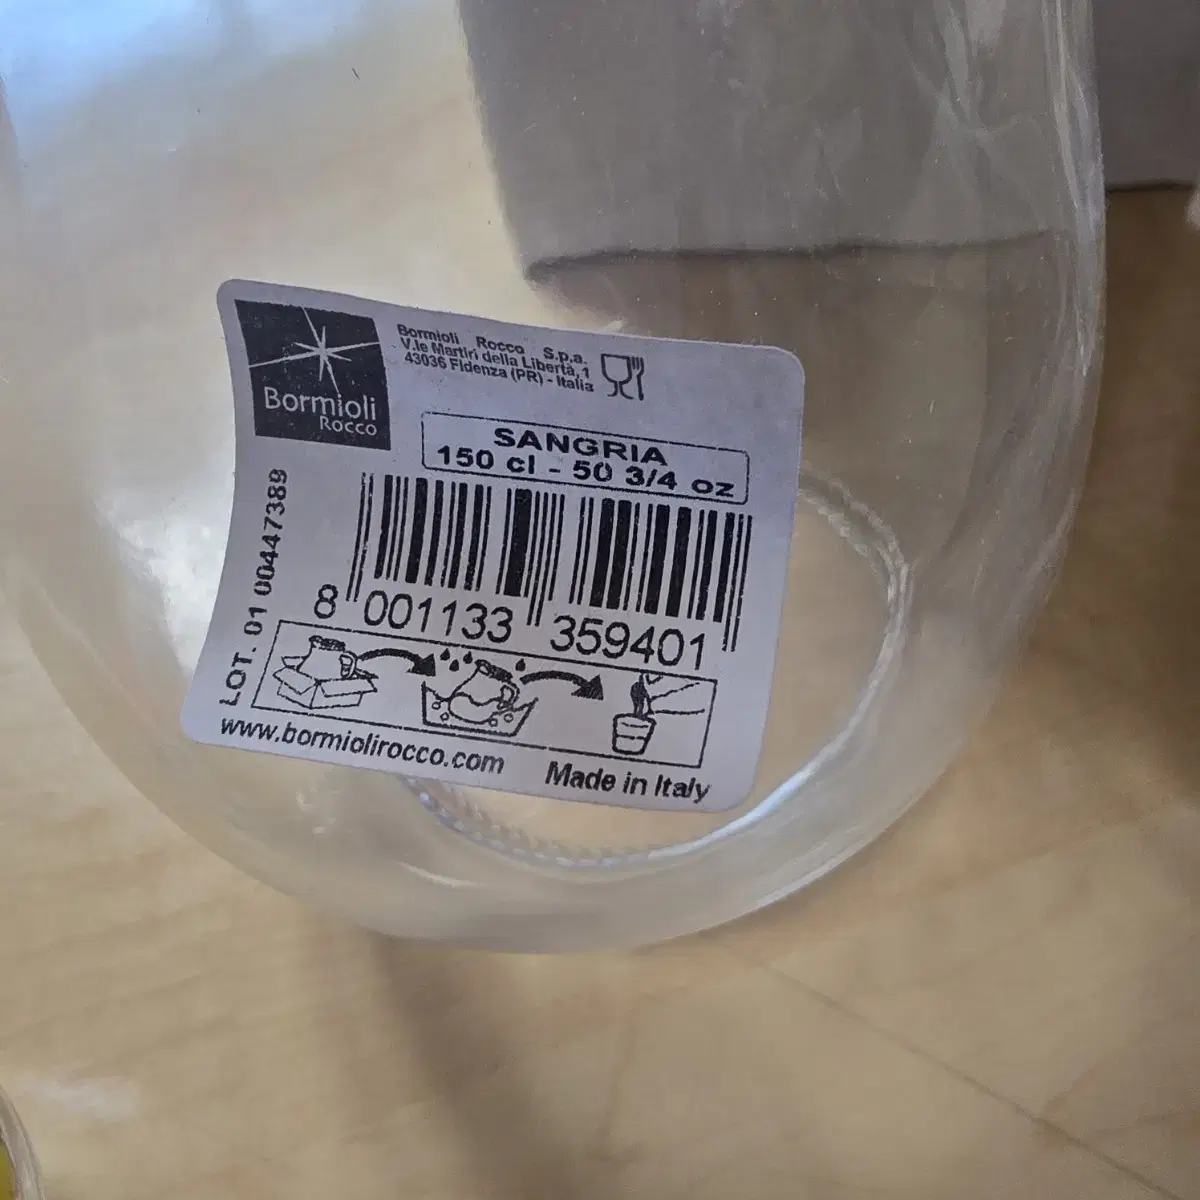 Bormioli
Rocco
Bormioli Rocco S.p.a.
V.le Martiri della Libertà,1
43036 Fidenza (PR) - Italia
SANGRIA
150 cl - 50 3/4 oz
LOT. 01 00447389
8 001133 359401
www.bormiolirocco.com
Made in Italy